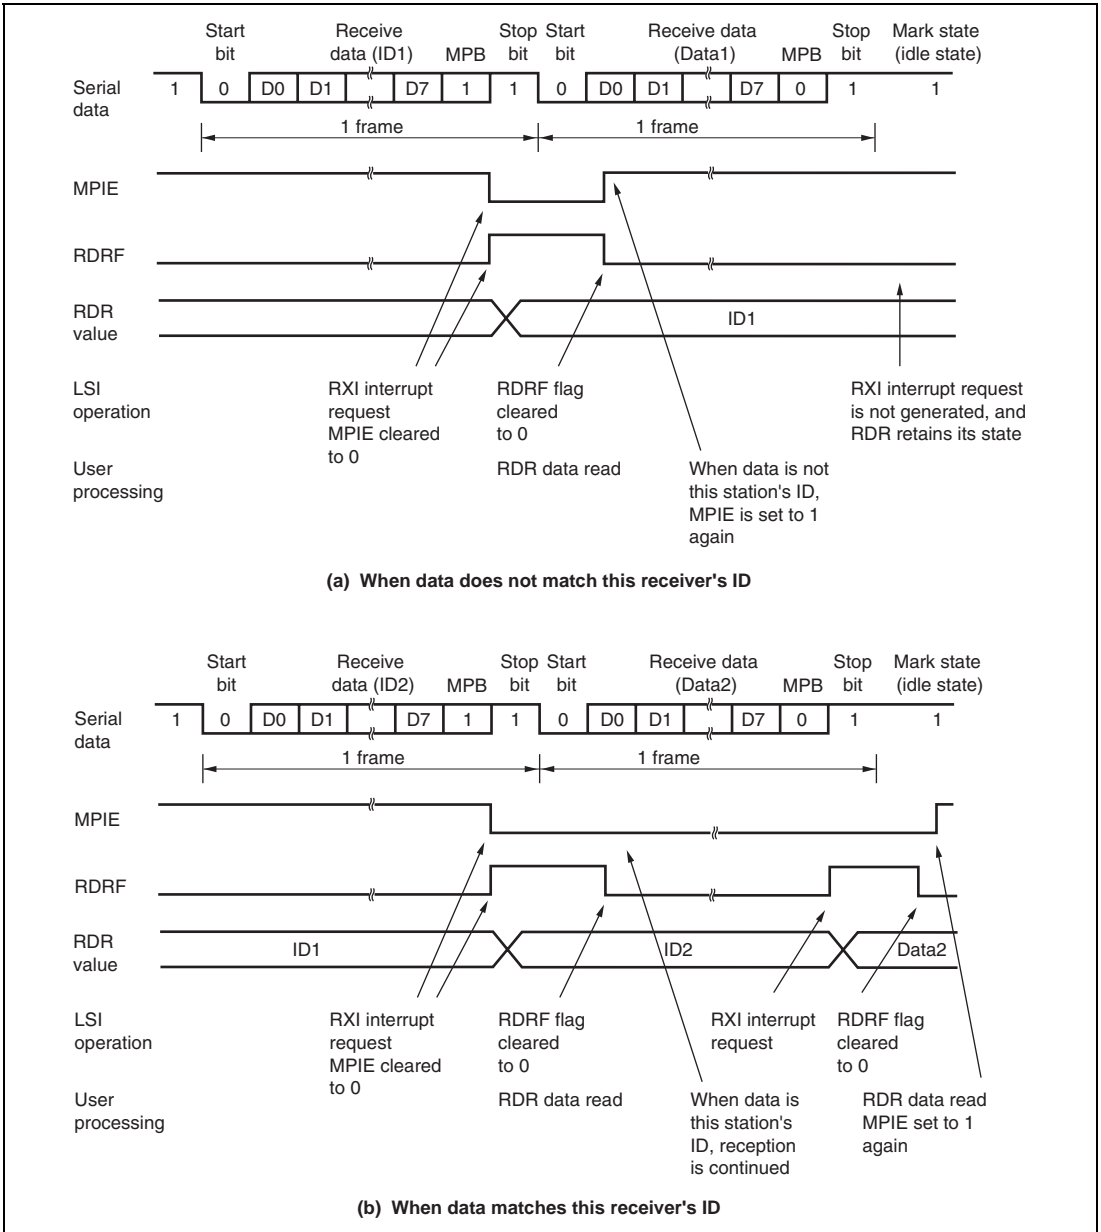 Start Receive Stop Start Receive data Stop Mark state
bit data (ID1) MPB bit bit (Data1) MPB bit (idle state)
Serial data 1 0 D0 D1 D7 1 1 0 D0 D1 D7 0 1 1
1 frame 1 frame
MPIE
RDRF
RDR value ID1
LSI operation
RXI interrupt
request
MPIE cleared
to 0
RDRF flag
cleared
to 0
RXI interrupt request
is not generated, and
RDR retains its state
User processing
RDR data read
When data is not
this station's ID,
MPIE is set to 1
again
(a) When data does not match this receiver's ID
Start Receive Stop Start Receive data Stop Mark state
bit data (ID2) MPB bit bit (Data2) MPB bit (idle state)
Serial data 1 0 D0 D1 D7 1 1 0 D0 D1 D7 0 1 1
1 frame 1 frame
MPIE
RDRF
RDR value ID1 ID2 Data2
LSI operation
RXI interrupt
request
MPIE cleared
to 0
RDRF flag
cleared
to 0
RXI interrupt
request
RDRF flag
cleared
to 0
User processing
RDR data read
When data is
this station's
ID, reception
is continued
RDR data read
MPIE set to 1
again
(b) When data matches this receiver's ID